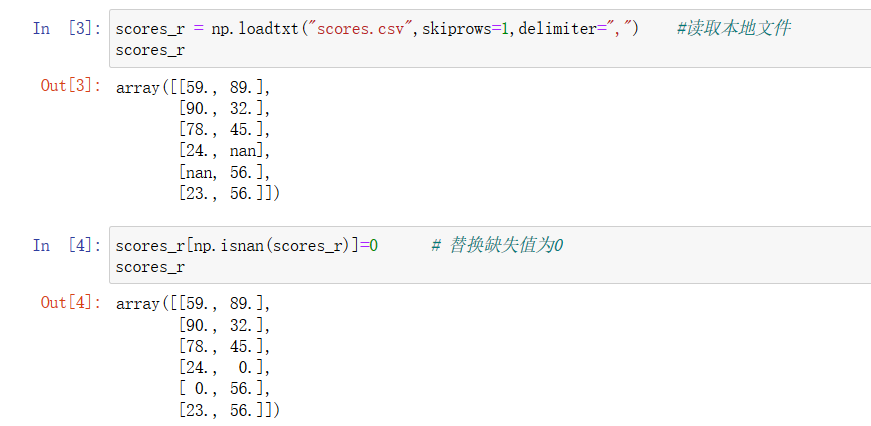 In [3]: scores_r = np.loadtxt("scores.csv",skiprows=1,delimiter=",") #读取本地文件
scores_r
Out[3]: array([[59., 89.],
[90., 32.],
[78., 45.],
[24., nan],
[nan, 56.],
[23., 56.]])
In [4]: scores_r[np.isnan(scores_r)]=0 # 替换缺失值为0
scores_r
Out[4]: array([[59., 89.],
[90., 32.],
[78., 45.],
[24., 0.],
[ 0., 56.],
[23., 56.]])